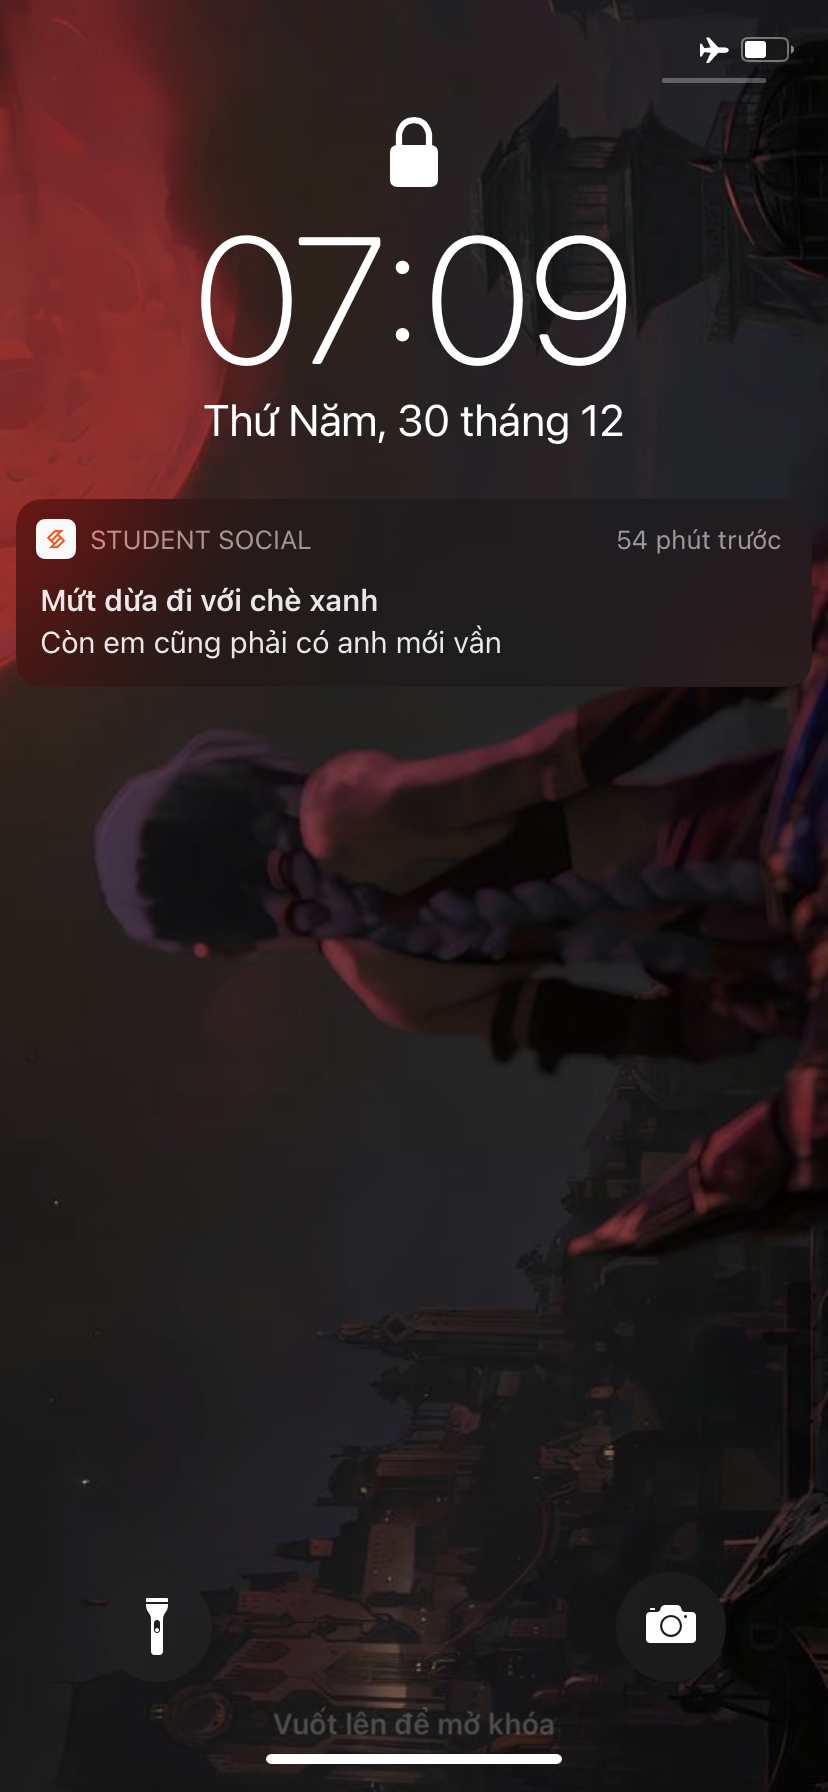 07:09
Thứ Năm, 30 tháng 12
STUDENT SOCIAL 54 phút trước
Mứt dừa đi với chè xanh
Còn em cũng phải có anh mới vần
Vuốt lên để mở khóa